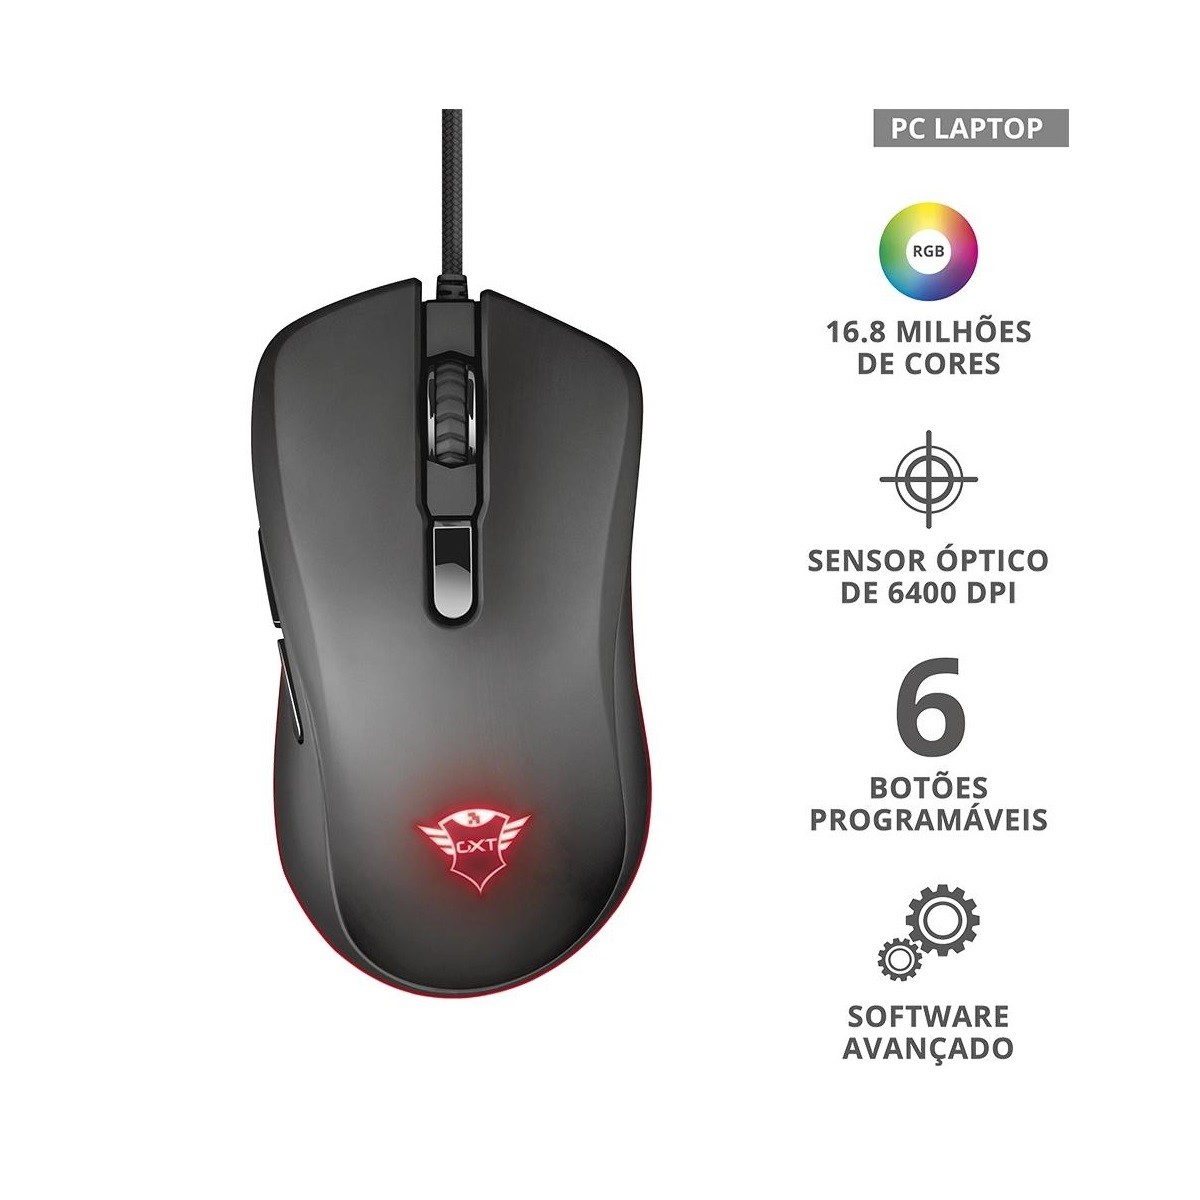 PC LAPTOP
RGB
16.8 MILHÕES
DE CORES
SENSOR ÓPTICO
DE 6400 DPI
6
BOTÕES
PROGRAMÁVEIS
GXT
SOFTWARE
AVANÇADO